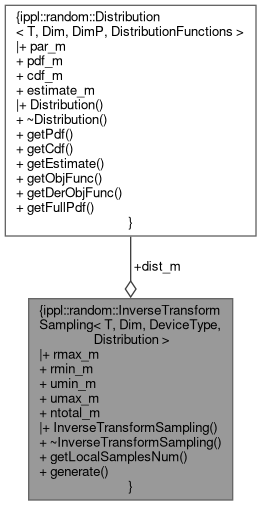 {ippl::random::Distribution
< T, Dim, DimP, DistributionFunctions >
|+ par_m
+ pdf_m
+ cdf_m
+ estimate_m
|+ Distribution()
+ ~Distribution()
+ getPdf()
+ getCdf()
+ getEstimate()
+ getObjFunc()
+ getDerObjFunc()
+ getFullPdf()
}
+dist_m
{ippl::random::InverseTransform
Sampling< T, Dim, DeviceType,
Distribution >
|+ rmax_m
+ rmin_m
+ umin_m
+ umax_m
+ ntotal_m
|+ InverseTransformSampling()
+ ~InverseTransformSampling()
+ getLocalSamplesNum()
+ generate()
}